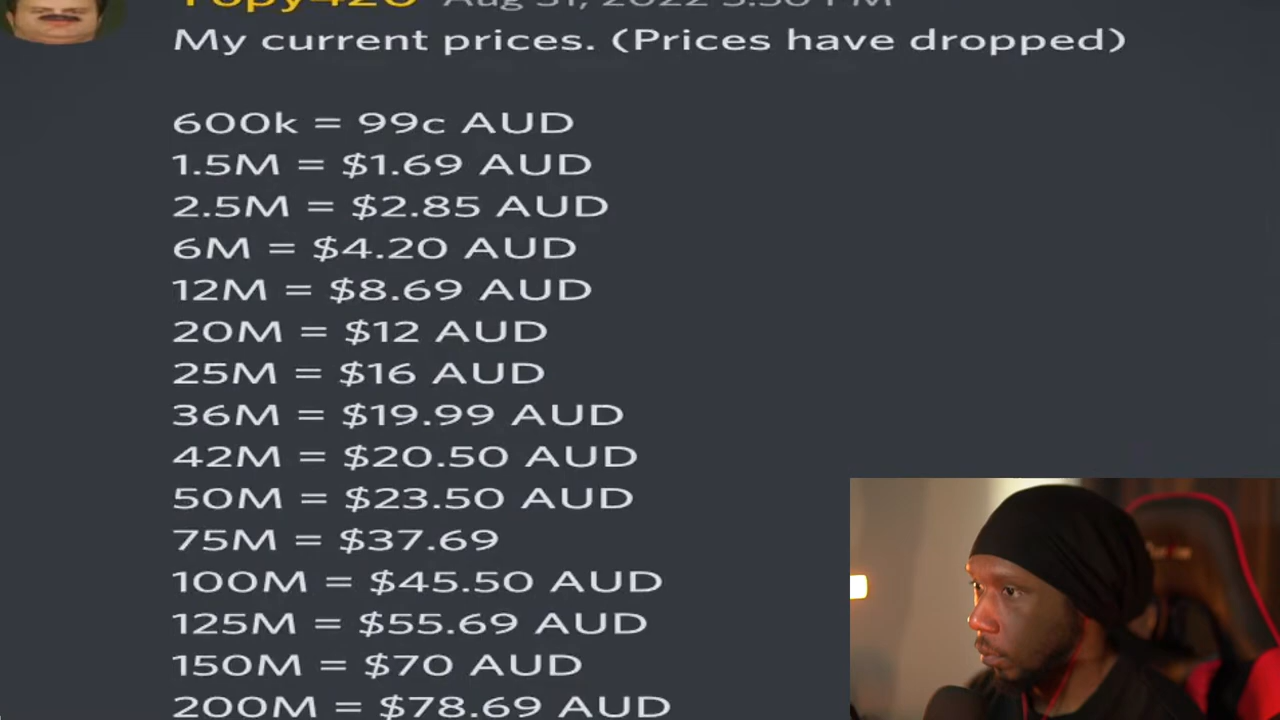 My current prices. (Prices have dropped)
600k = 99c AUD
1.5M = $1.69 AUD
2.5M = $2.85 AUD
6M = $4.20 AUD
12M = $8.69 AUD
20M = $12 AUD
25M = $16 AUD
36M = $19.99 AUD
42M = $20.50 AUD
50M = $23.50 AUD
75M = $37.69
100M = $45.50 AUD
125M = $55.69 AUD
150M = $70 AUD
200M = $78.69 AUD